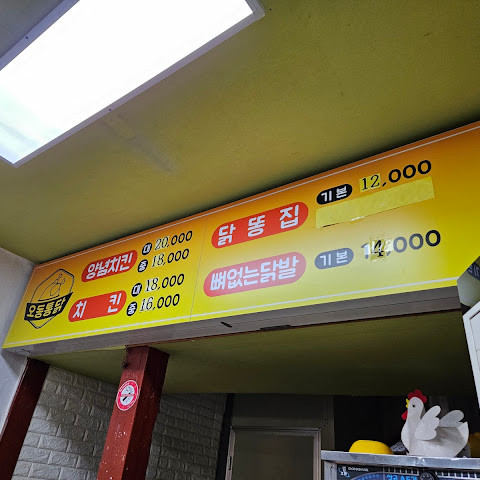 오동통닭
양념치킨 대 20,000
중 18,000
치킨 대 18,000
중 16,000
닭똥집 기본 12,000
뼈없는닭발 기본 14,000